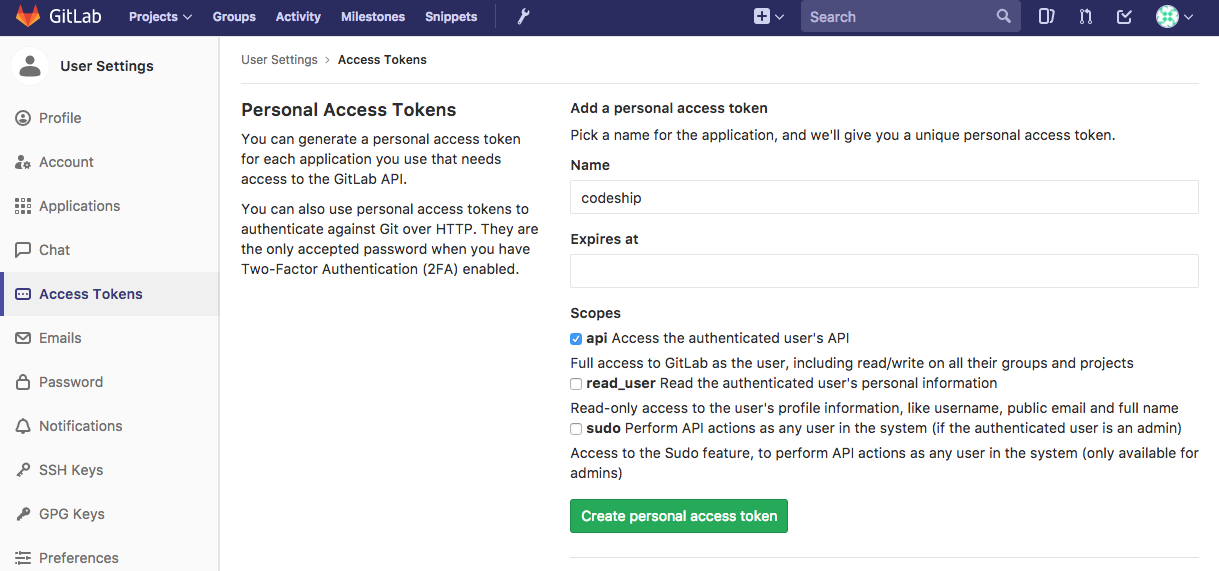 GitLab Projects Groups Activity Milestones Snippets Search
User Settings
Profile
Account
Applications
Chat
Access Tokens
Emails
Password
Notifications
SSH Keys
GPG Keys
Preferences
User Settings > Access Tokens
Personal Access Tokens
You can generate a personal access token
for each application you use that needs
access to the GitLab API.
You can also use personal access tokens to
authenticate against Git over HTTP. They are
the only accepted password when you have
Two-Factor Authentication (2FA) enabled.
Add a personal access token
Pick a name for the application, and we'll give you a unique personal access token.
Name
codeship
Expires at
Scopes
api Access the authenticated user's API
Full access to GitLab as the user, including read/write on all their groups and projects
read_user Read the authenticated user's personal information
Read-only access to the user's profile information, like username, public email and full name
sudo Perform API actions as any user in the system (if the authenticated user is an admin)
Access to the Sudo feature, to perform API actions as any user in the system (only available for
admins)
Create personal access token